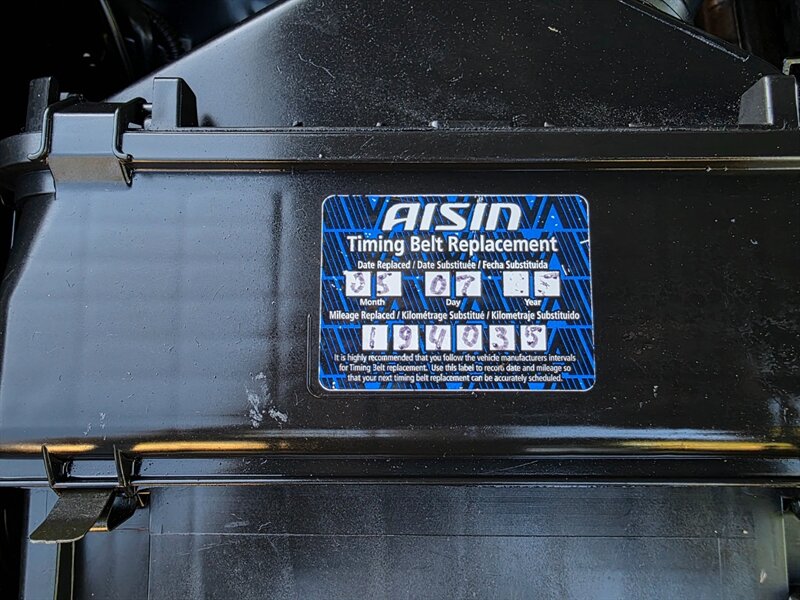 AISIN
Timing Belt Replacement
Date Replaced / Date Substituée / Fecha Substituida
05 07
Month Day Year
Mileage Replaced / Kilométrage Substitué / Kilometraje Substituido
194035
It is highly recommended that you follow the vehicle manufacturers intervals
for Timing Belt replacement. Use this label to record date and mileage so
that your next timing belt replacement can be accurately scheduled.